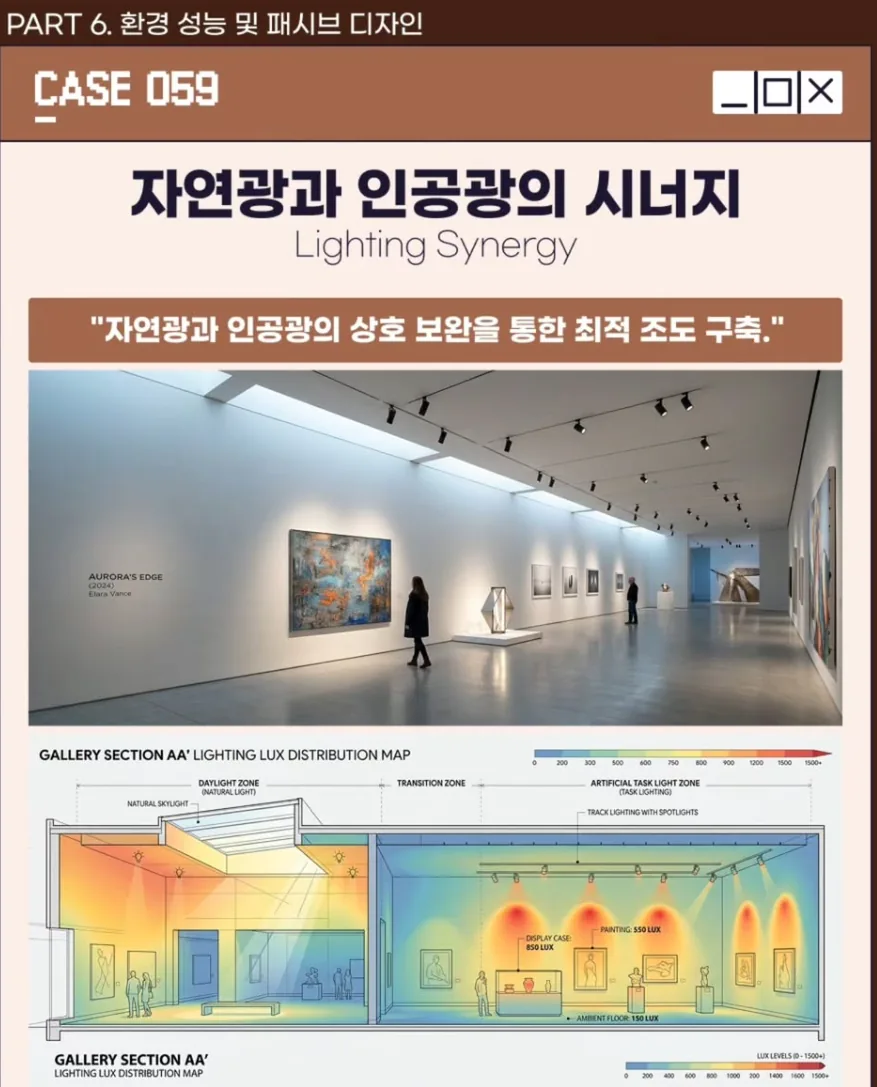 PART 6. 환경 성능 및 패시브 디자인
CASE 059
자연광과 인공광의 시너지
Lighting Synergy
"자연광과 인공광의 상호 보완을 통한 최적 조도 구축."
AURORA'S EDGE
(2024)
Elara Vance
GALLERY SECTION AA' LIGHTING LUX DISTRIBUTION MAP
0 200 300 500 600 750 800 900 1200 1500 1500+
DAYLIGHT ZONE
(NATURAL LIGHT)
TRANSITION ZONE
ARTIFICIAL TASK LIGHT ZONE
(TASK LIGHTING)
NATURAL SKYLIGHT
TRACK LIGHTING WITH SPOTLIGHTS
DISPLAY CASE:
850 LUX
PAINTING: 550 LUX
AMBIENT FLOOR: 150 LUX
GALLERY SECTION AA'
LIGHTING LUX DISTRIBUTION MAP
LUX LEVELS (0 - 1500+)
0 200 400 600 900 1000 300 1400 1600 1500+